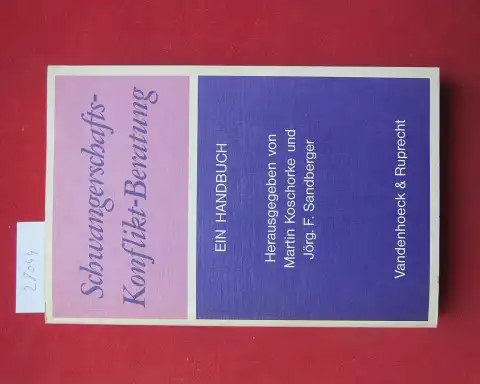 Schwangerschafts-
Konflikt-Beratung
EIN HANDBUCH
Herausgegeben von
Martin Koschorke und
Jörg. F. Sandberger
Vandenhoeck & Ruprecht